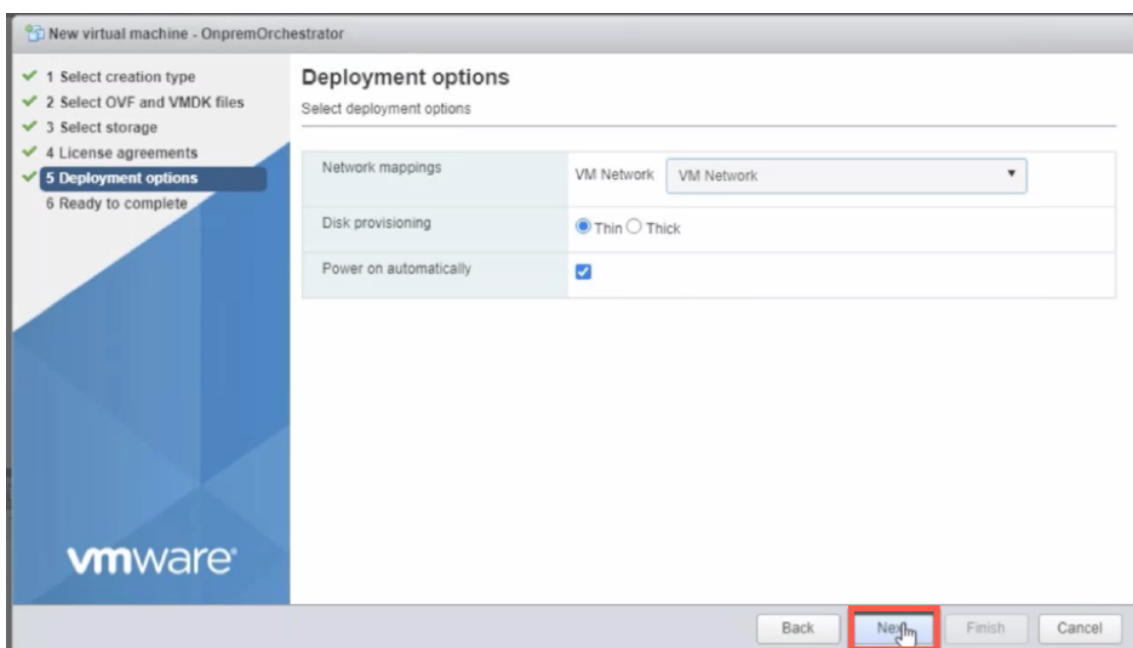 New virtual machine - OnpremOrchestrator
1 Select creation type
2 Select OVF and VMDK files
3 Select storage
4 License agreements
5 Deployment options
6 Ready to complete
Deployment options
Select deployment options
Network mappings
VM Network VM Network
Disk provisioning
Thin Thick
Power on automatically
vmware
Back Next Finish Cancel